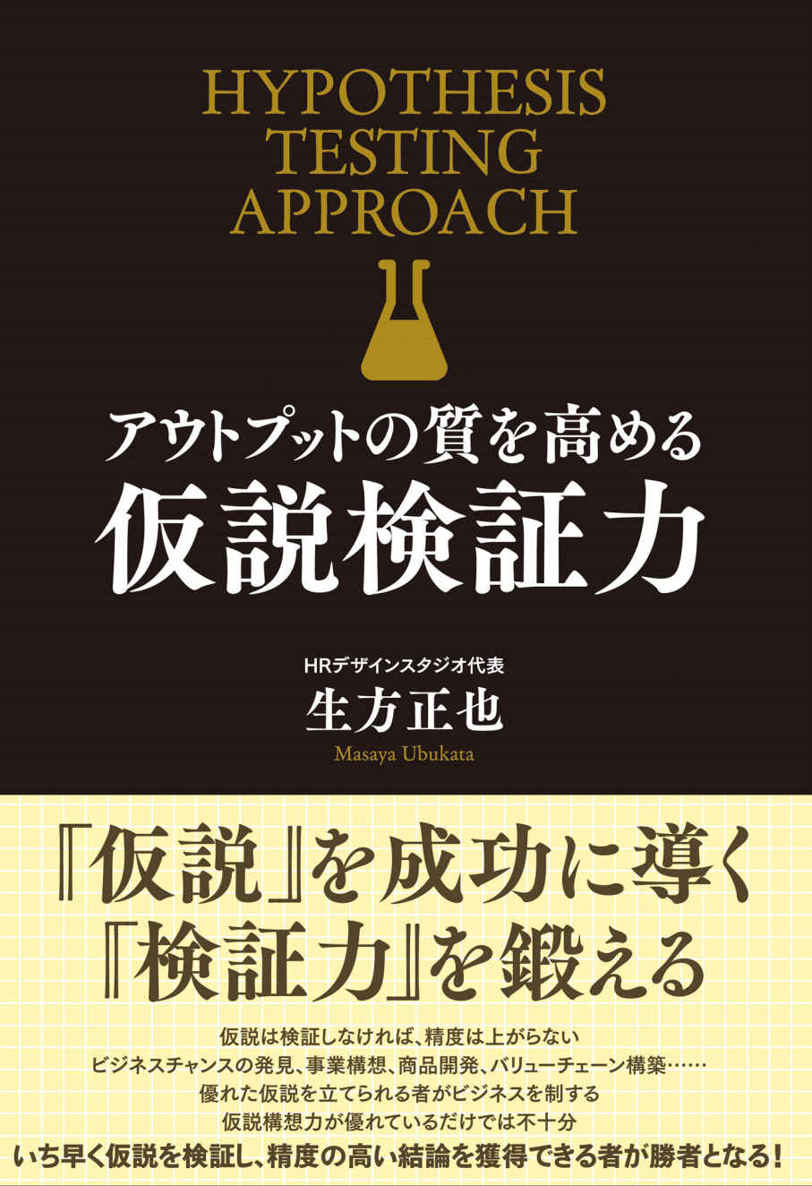 HYPOTHESIS
TESTING
APPROACH
アウトプットの質を高める
仮説検証力
HRデザインスタジオ代表
生方正也
Masaya Ubukata
『仮説』を成功に導く
『検証力』を鍛える
仮説は検証しなければ、精度は上がらない
ビジネスチャンスの発見、事業構想、商品開発、バリューチェーン構築……
優れた仮説を立てられる者がビジネスを制する
仮説構想力が優れているだけでは不十分
いち早く仮説を検証し、精度の高い結論を獲得できる者が勝者となる!